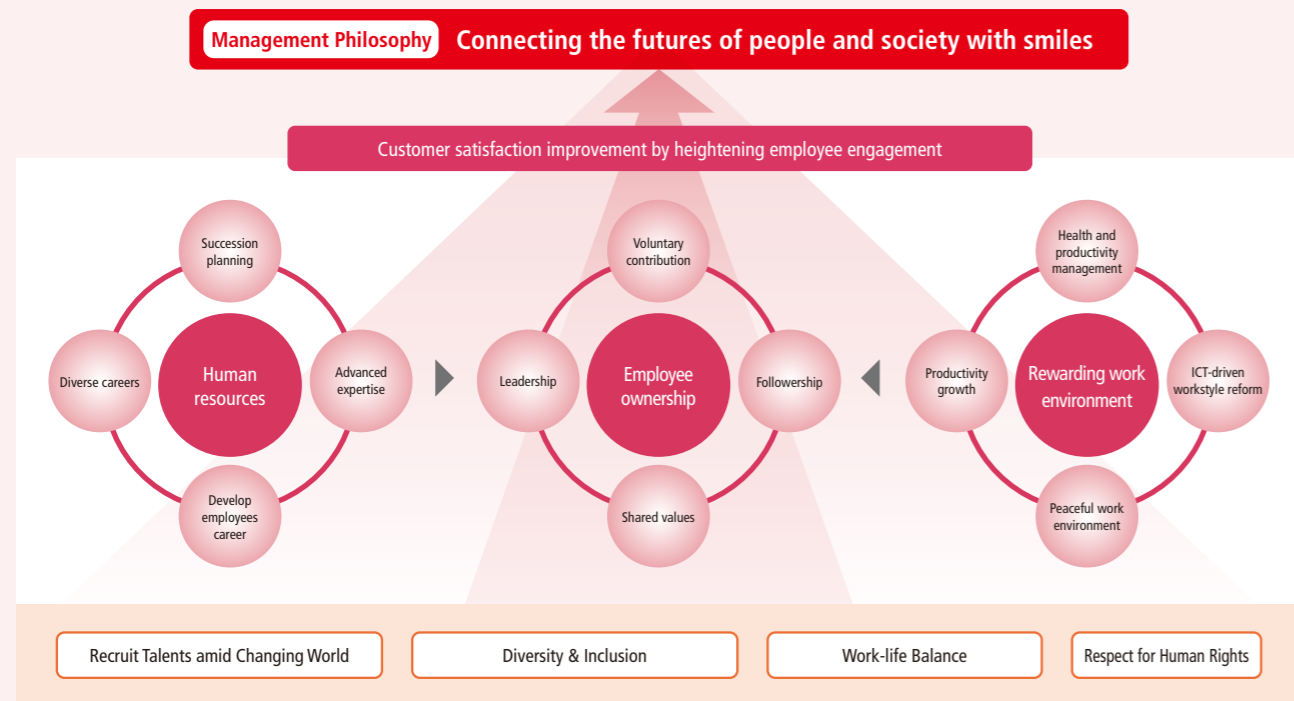 Management Philosophy
Connecting the futures of people and society with smiles
Customer satisfaction improvement by heightening employee engagement
Succession
planning
Diverse careers
Human
resources
Advanced
expertise
Develop
employees
career
Voluntary
contribution
Leadership
Employee
ownership
Followership
Shared values
Health and
productivity
management
Productivity
growth
Rewarding work
environment
ICT-driven
workstyle reform
Peaceful work
environment
Recruit Talents amid Changing World
Diversity & Inclusion
Work-life Balance
Respect for Human Rights